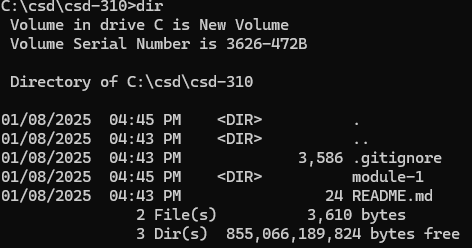 C:\csd\csd-310>dir
 Volume in drive C is New Volume
 Volume Serial Number is 3626-472B

 Directory of C:\csd\csd-310

01/08/2025  04:45 PM    <DIR>          .
01/08/2025  04:43 PM    <DIR>          ..
01/08/2025  04:43 PM             3,586 .gitignore
01/08/2025  04:45 PM    <DIR>          module-1
01/08/2025  04:43 PM                24 README.md
               2 File(s)          3,610 bytes
               3 Dir(s)  855,066,189,824 bytes free